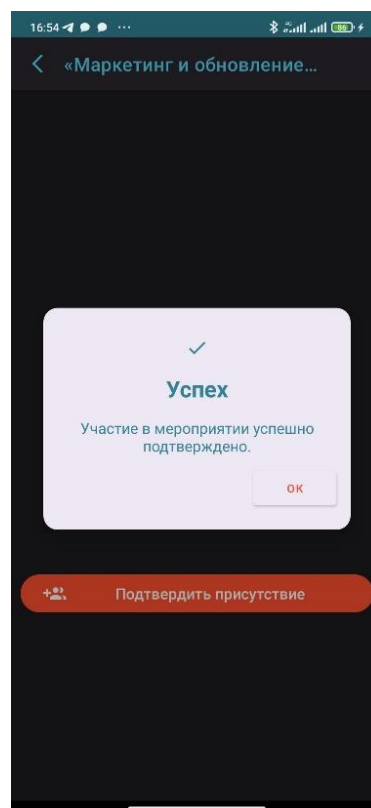 16:54
«Маркетинг и обновление...
Успех
Участие в мероприятии успешно
подтверждено.
ОК
Подтвердить присутствие